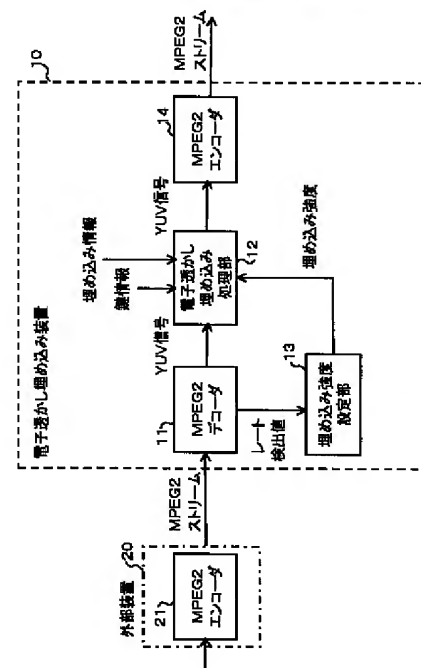 電子透かし埋め込み装置
10
外部装置
20
21
MPEG2
エンコーダ
MPEG2
ストリーム
11
MPEG2
デコーダ
レート
検出値
13
埋め込み強度
設定部
YUV信号
鍵情報
埋め込み情報
電子透かし
埋め込み
処理部
12
埋め込み強度
YUV信号
14
MPEG2
エンコーダ
MPEG2
ストリーム